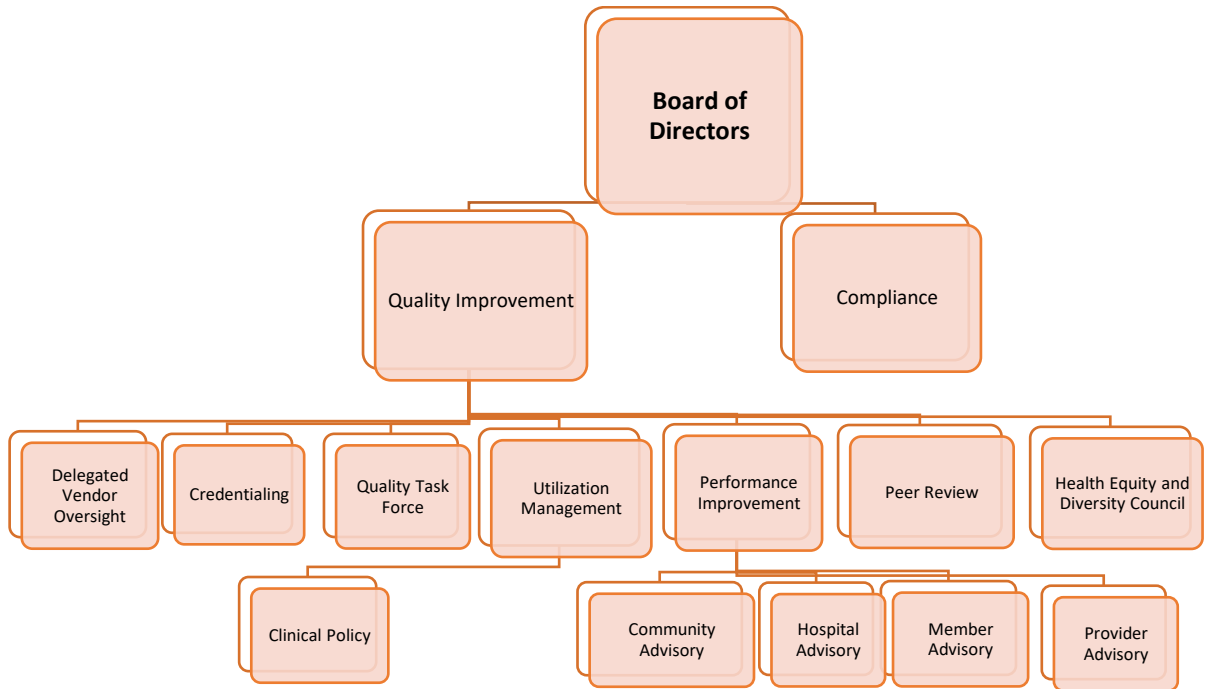 Board of
Directors
Quality Improvement
Compliance
Delegated
Vendor
Oversight
Credentialing
Quality Task
Force
Utilization
Management
Performance
Improvement
Peer Review
Health Equity and
Diversity Council
Clinical Policy
Community
Advisory
Hospital
Advisory
Member
Advisory
Provider
Advisory